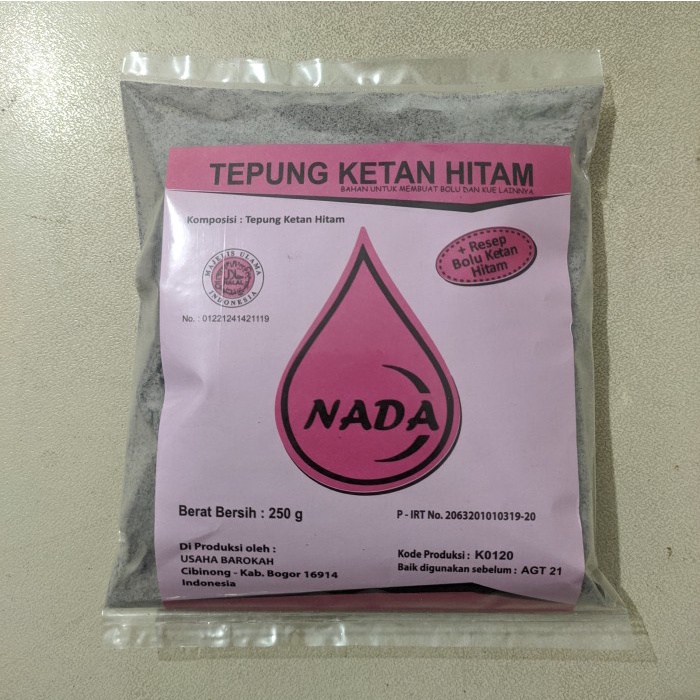 TEPUNG KETAN HITAM
BAHAN UNTUK MEMBUAT BOLU DAN KUE LAINNYA
Komposisi : Tepung Ketan Hitam
+ Resep
Bolu Ketan
Hitam
MAJELIS ULAMA
HALAL
INDONESIA
No. : 01221241421119
NADA
Berat Bersih : 250 g
P - IRT No. 2063201010319-20
Di Produksi oleh :
USAHA BAROKAH
Cibinong - Kab. Bogor 16914
Indonesia
Kode Produksi : K0120
Baik digunakan sebelum : AGT 21